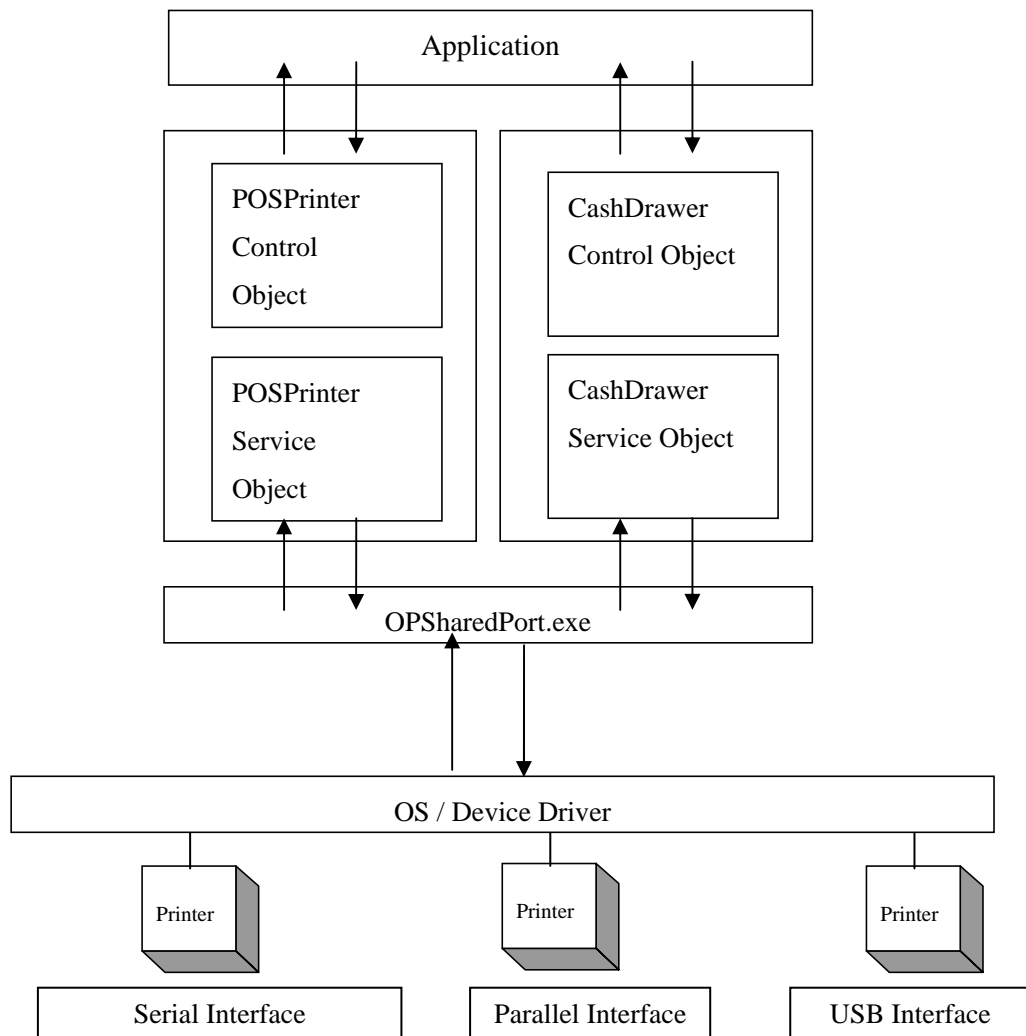 Application
POSPrinter
Control
Object
CashDrawer
Control Object
POSPrinter
Service
Object
CashDrawer
Service Object
OPSharedPort.exe
OS / Device Driver
Printer
Printer
Printer
Serial Interface
Parallel Interface
USB Interface